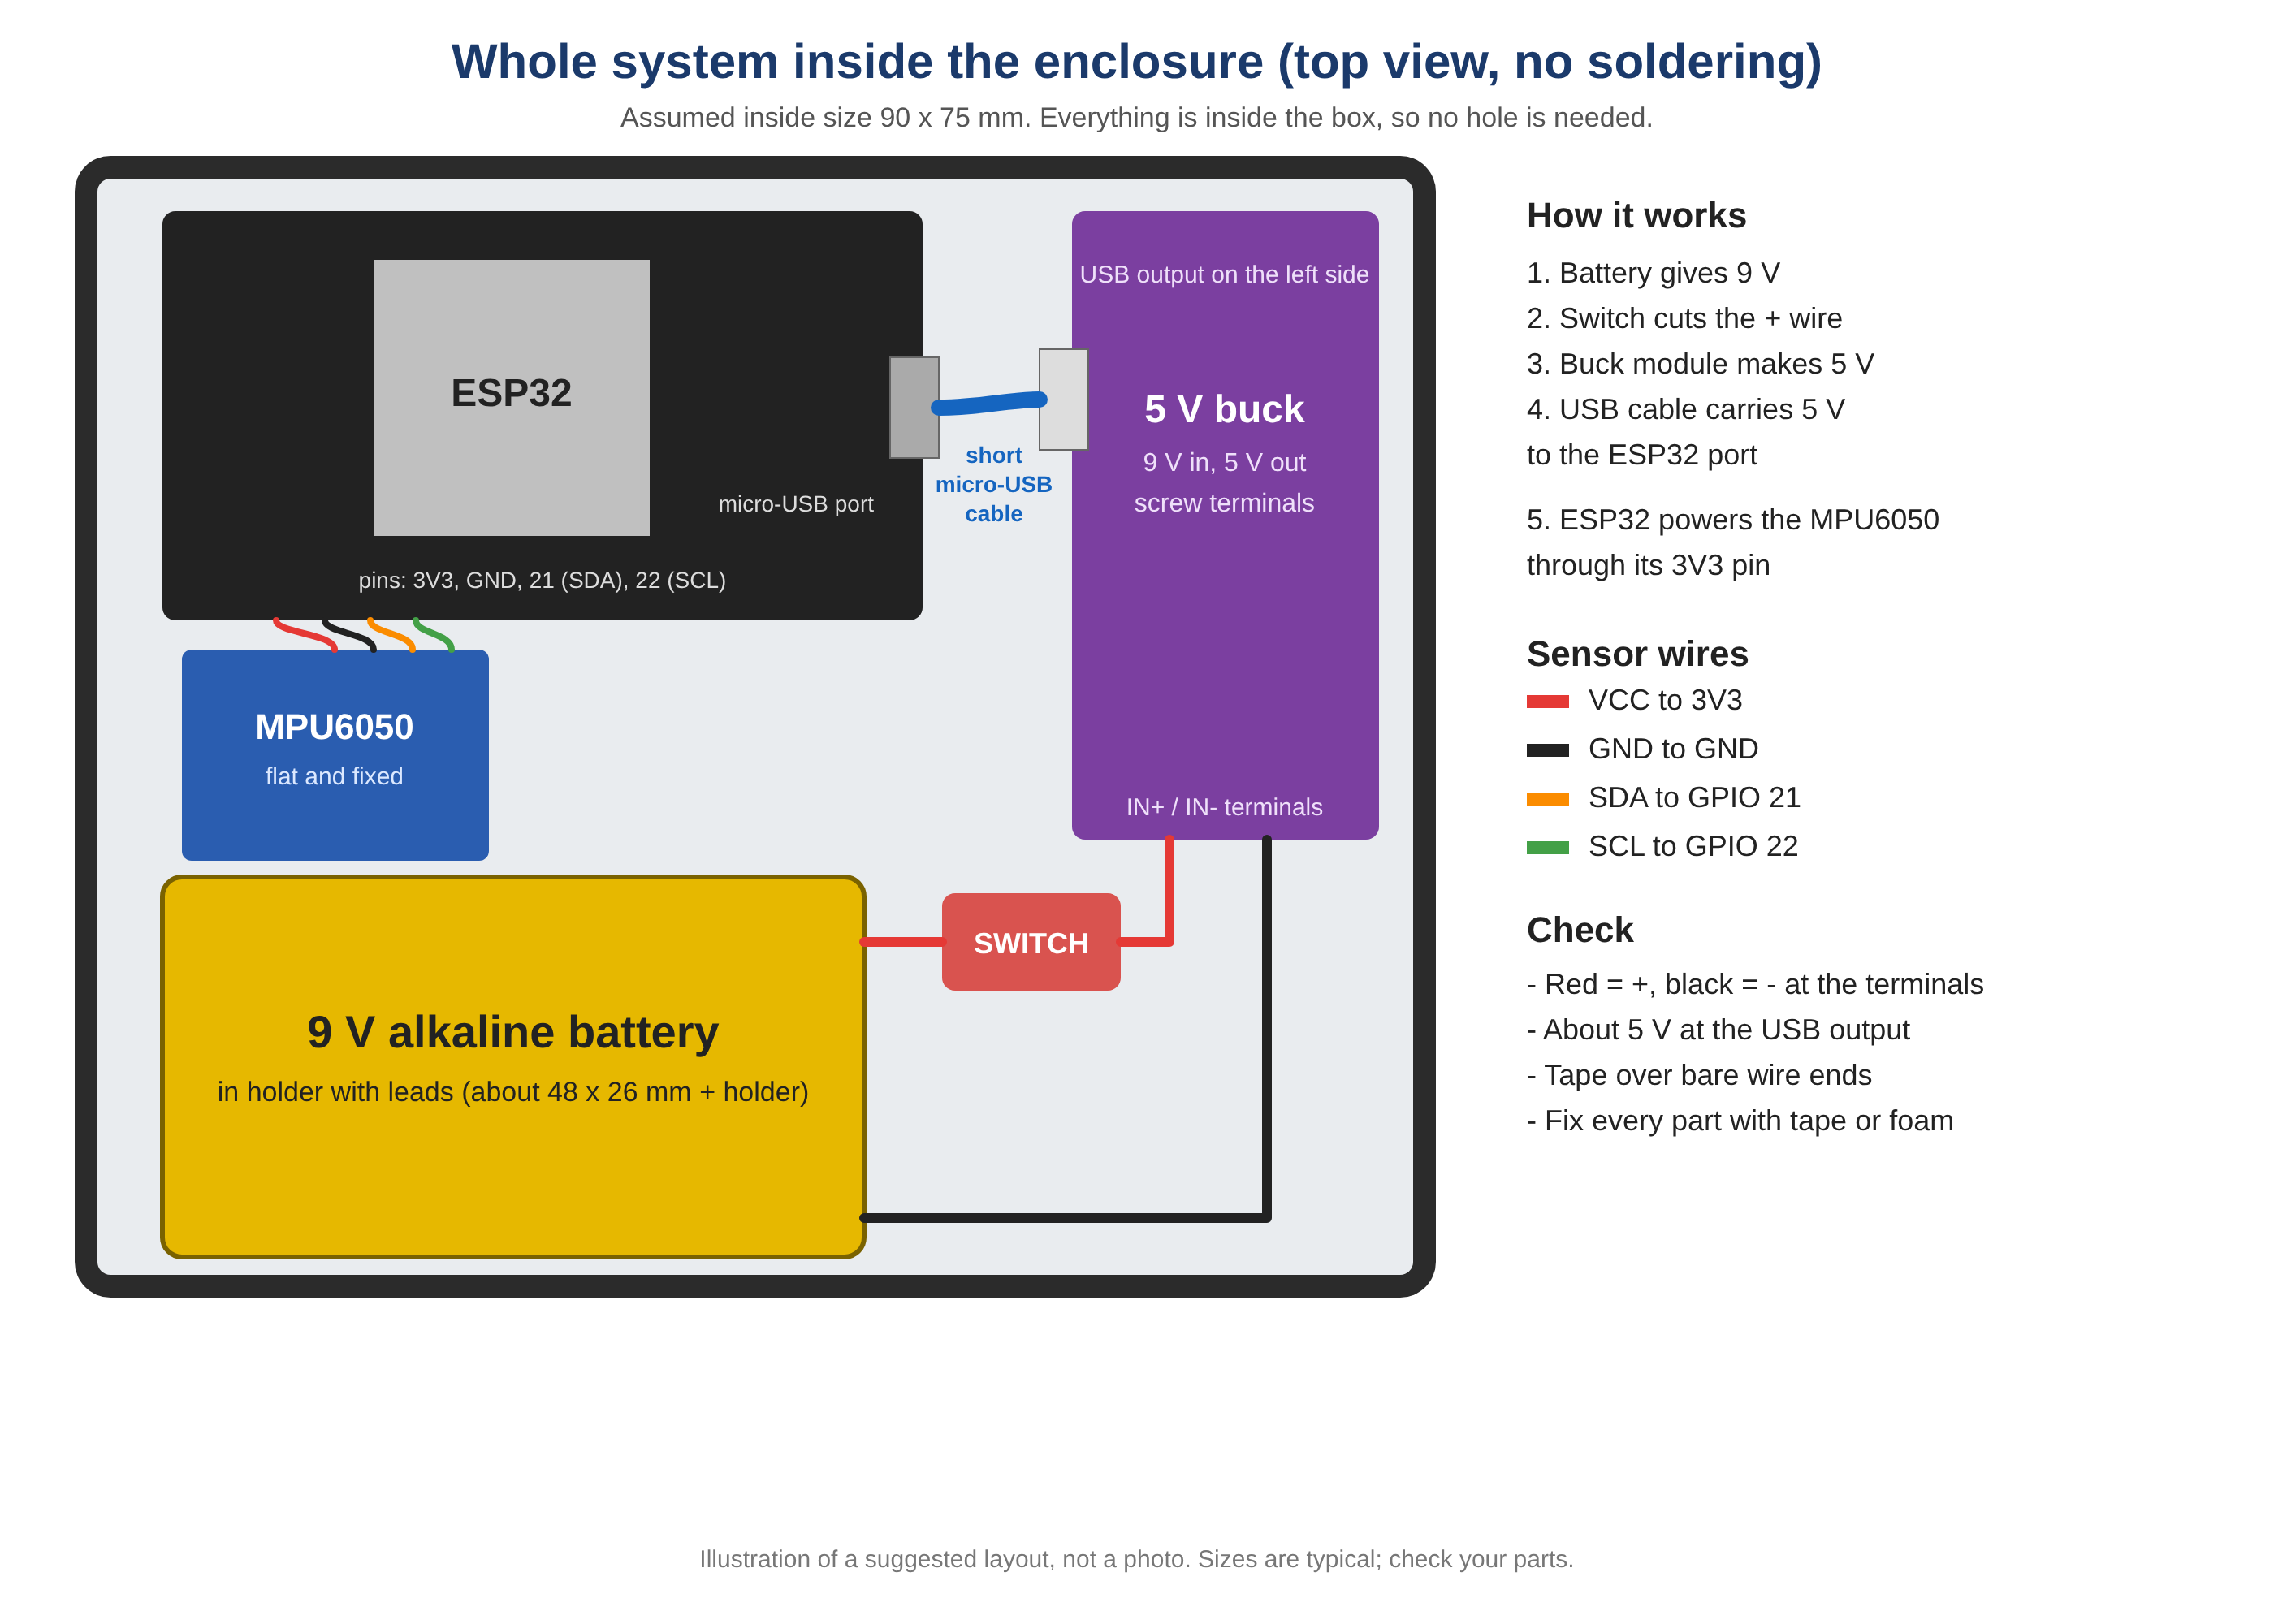 Whole system inside the enclosure (top view, no soldering)
Assumed inside size 90 x 75 mm. Everything is inside the box, so no hole is needed.
ESP32
micro-USB port
pins: 3V3, GND, 21 (SDA), 22 (SCL)
short
micro-USB
cable
USB output on the left side
5 V buck
9 V in, 5 V out
screw terminals
IN+ / IN- terminals
MPU6050
flat and fixed
SWITCH
9 V alkaline battery
in holder with leads (about 48 x 26 mm + holder)
How it works
1. Battery gives 9 V
2. Switch cuts the + wire
3. Buck module makes 5 V
4. USB cable carries 5 V
to the ESP32 port
5. ESP32 powers the MPU6050
through its 3V3 pin
Sensor wires
VCC to 3V3
GND to GND
SDA to GPIO 21
SCL to GPIO 22
Check
- Red = +, black = - at the terminals
- About 5 V at the USB output
- Tape over bare wire ends
- Fix every part with tape or foam
Illustration of a suggested layout, not a photo. Sizes are typical; check your parts.